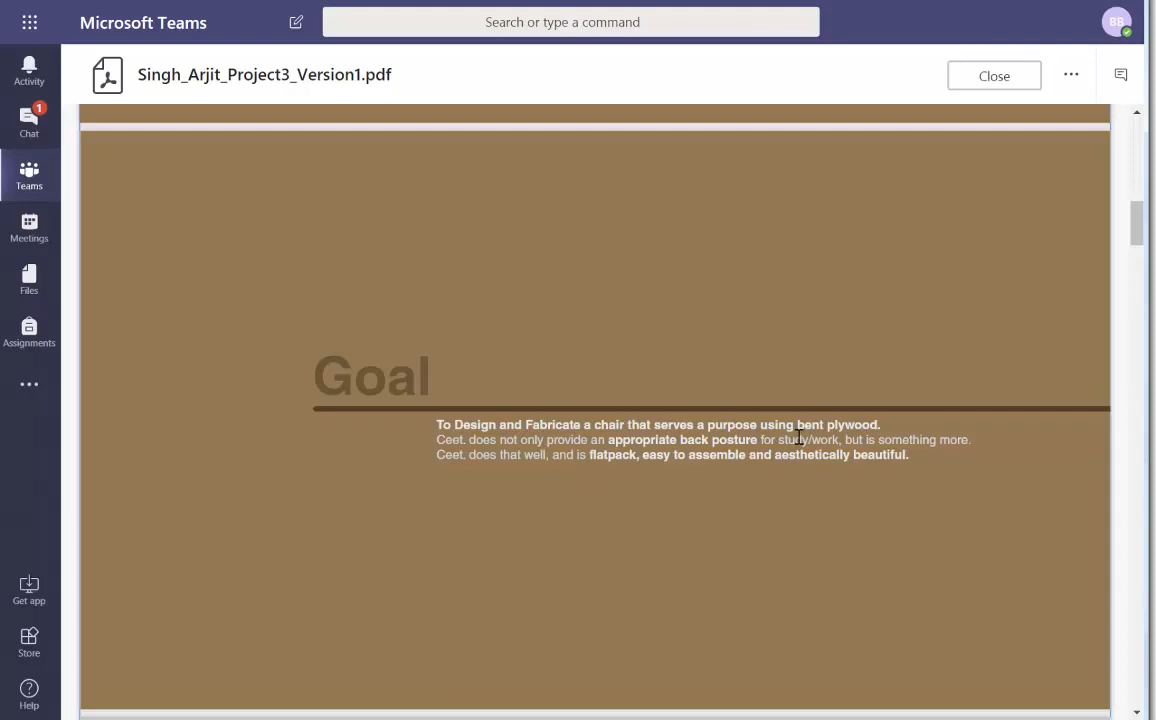 Microsoft Teams
Search or type a command
BB
Activity
Singh_Arjit_Project3_Version1.pdf
Close
1
Chat
Teams
Meetings
Files
Assignments
Goal
To Design and Fabricate a chair that serves a purpose using bent plywood.
Ceet. does not only provide an appropriate back posture for study/work, but is something more.
Ceet. does that well, and is flatpack, easy to assemble and aesthetically beautiful.
Get app
Store
Help